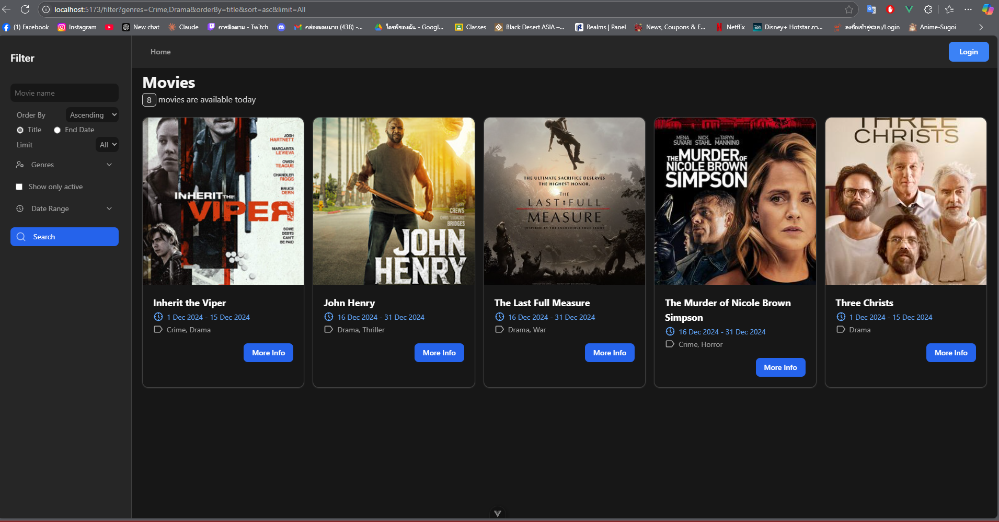 localhost:5173/filter?genres=Crime,Drama&orderBy=title&sort=asc&limit=All
(1) Facebook
Instagram
New chat
Claude
การติดตาม - Twitch
กล่องจดหมาย (438) -...
ไดรฟ์ของฉัน - Googl...
Classes
Black Desert ASIA –...
Realms | Panel
News, Coupons & E...
Netflix
Disney+ Hotstar ภา...
ลงชื่อเข้าสู่ระบบ/Login
Anime-Sugoi
Filter
Movie name
Order By
Ascending
Title
End Date
Limit
All
Genres
Show only active
Date Range
Search
Home
Login
Movies
8 movies are available today
JOSH
HARTNETT
MARGARITA
LEVIEVA
OWEN
TEAGUE
CHANDLER
RIGGS
BRUCE
DERN
INHERIT THE
VIPER
SOME
DEBTS
CAN'T
BE PAID
Inherit the Viper
1 Dec 2024 - 15 Dec 2024
Crime, Drama
More Info
TERRY
CREWS
CHRIS "LUDACRIS"
BRIDGES
JOHN
HENRY
John Henry
16 Dec 2024 - 31 Dec 2024
Drama, Thriller
More Info
THE ULTIMATE SACRIFICE DESERVES
THE HIGHEST HONOR.
THE
LAST FULL
MEASURE
INSPIRED BY THE INCREDIBLE TRUE STORY
The Last Full Measure
16 Dec 2024 - 31 Dec 2024
Drama, War
More Info
MENA
SUVARI
NICK
STAHL
AND TARYN
MANNING
THE MURDER OF
NICOLE BROWN
SIMPSON
The Murder of Nicole Brown
Simpson
16 Dec 2024 - 31 Dec 2024
Crime, Horror
More Info
THREE
CHRISTS
Three Christs
1 Dec 2024 - 15 Dec 2024
Drama
More Info